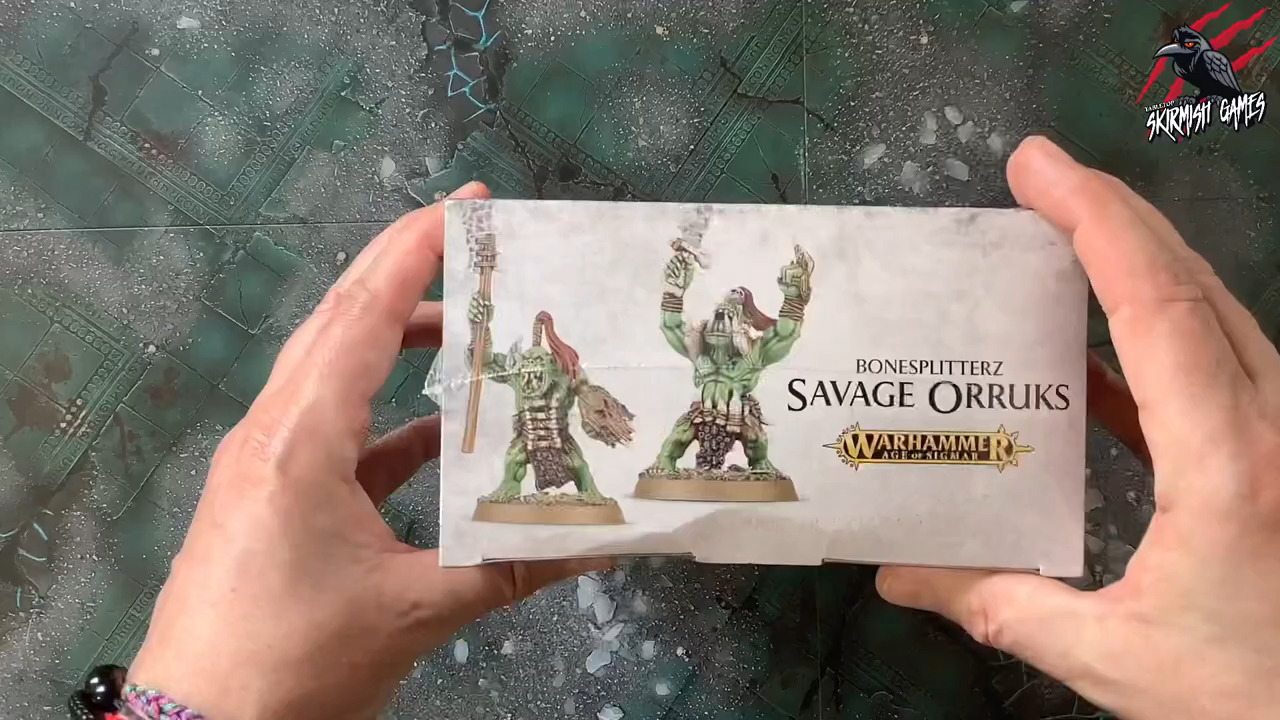 TABLETOP
SKIRMISH GAMES
BONESPLITTERZ
SAVAGE ORRUKS
WARHAMMER
AGE OF SIGMAR